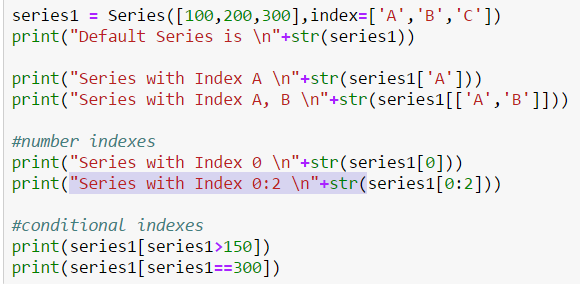 series1 = Series([100,200,300],index=['A','B','C'])
print("Default Series is \n"+str(series1))
print("Series with Index A \n"+str(series1['A']))
print("Series with Index A, B \n"+str(series1[['A','B']]))
#number indexes
print("Series with Index 0 \n"+str(series1[0]))
print("Series with Index 0:2 \n"+str(series1[0:2]))
#conditional indexes
print(series1[series1>150])
print(series1[series1==300])